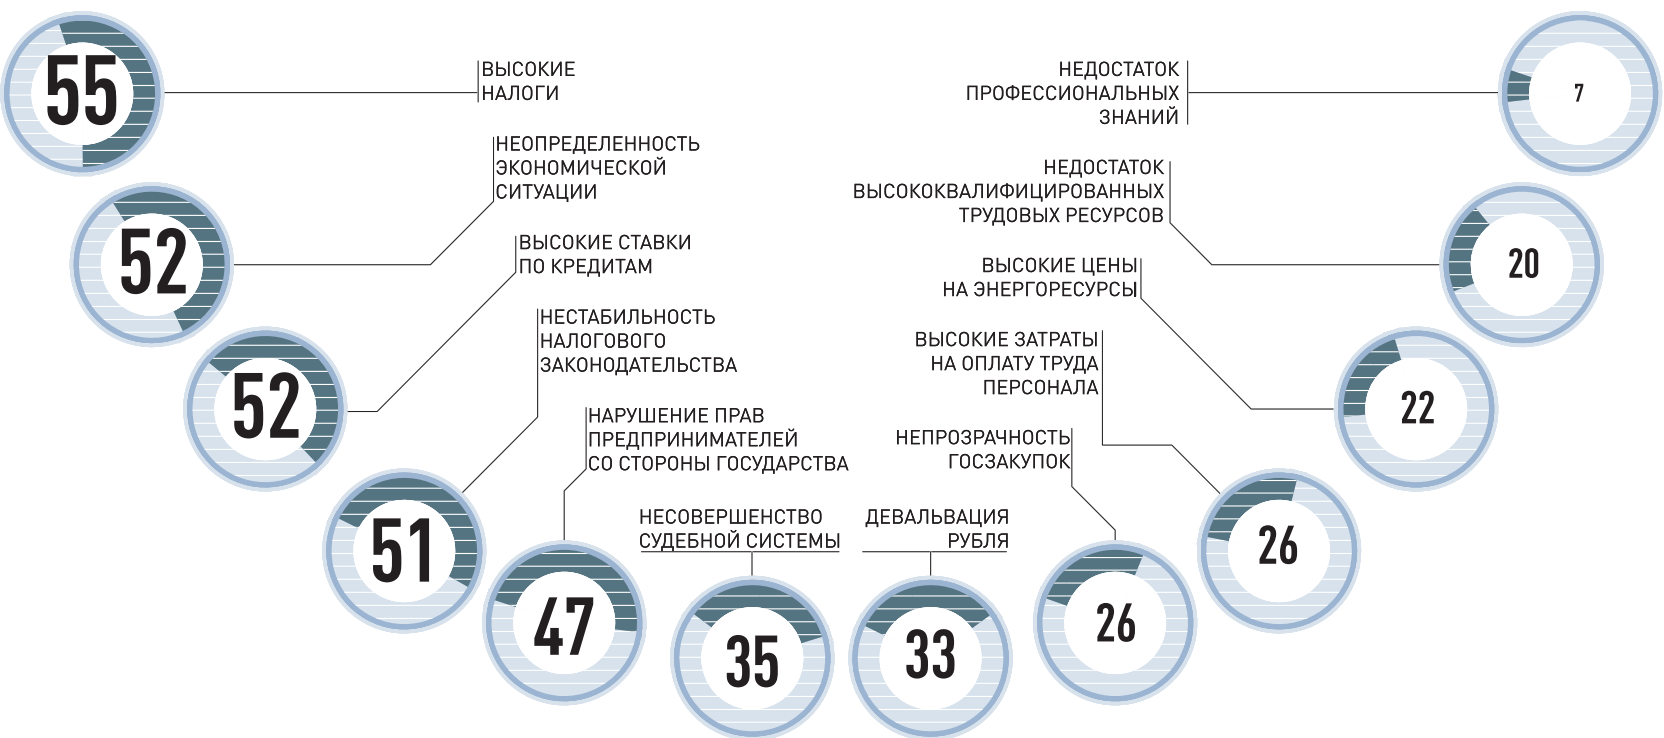 55
ВЫСОКИЕ
НАЛОГИ
52
НЕОПРЕДЕЛЕННОСТЬ
ЭКОНОМИЧЕСКОЙ
СИТУАЦИИ
52
ВЫСОКИЕ СТАВКИ
ПО КРЕДИТАМ
51
НЕСТАБИЛЬНОСТЬ
НАЛОГОВОГО
ЗАКОНОДАТЕЛЬСТВА
47
НАРУШЕНИЕ ПРАВ
ПРЕДПРИНИМАТЕЛЕЙ
СО СТОРОНЫ ГОСУДАРСТВА
35
НЕСОВЕРШЕНСТВО
СУДЕБНОЙ СИСТЕМЫ
ДЕВАЛЬВАЦИЯ
РУБЛЯ
33
НЕПРОЗРАЧНОСТЬ
ГОСЗАКУПОК
26
ВЫСОКИЕ ЗАТРАТЫ
НА ОПЛАТУ ТРУДА
ПЕРСОНАЛА
26
ВЫСОКИЕ ЦЕНЫ
НА ЭНЕРГОРЕСУРСЫ
22
НЕДОСТАТОК
ВЫСОКОКВАЛИФИЦИРОВАННЫХ
ТРУДОВЫХ РЕСУРСОВ
20
НЕДОСТАТОК
ПРОФЕССИОНАЛЬНЫХ
ЗНАНИЙ
7